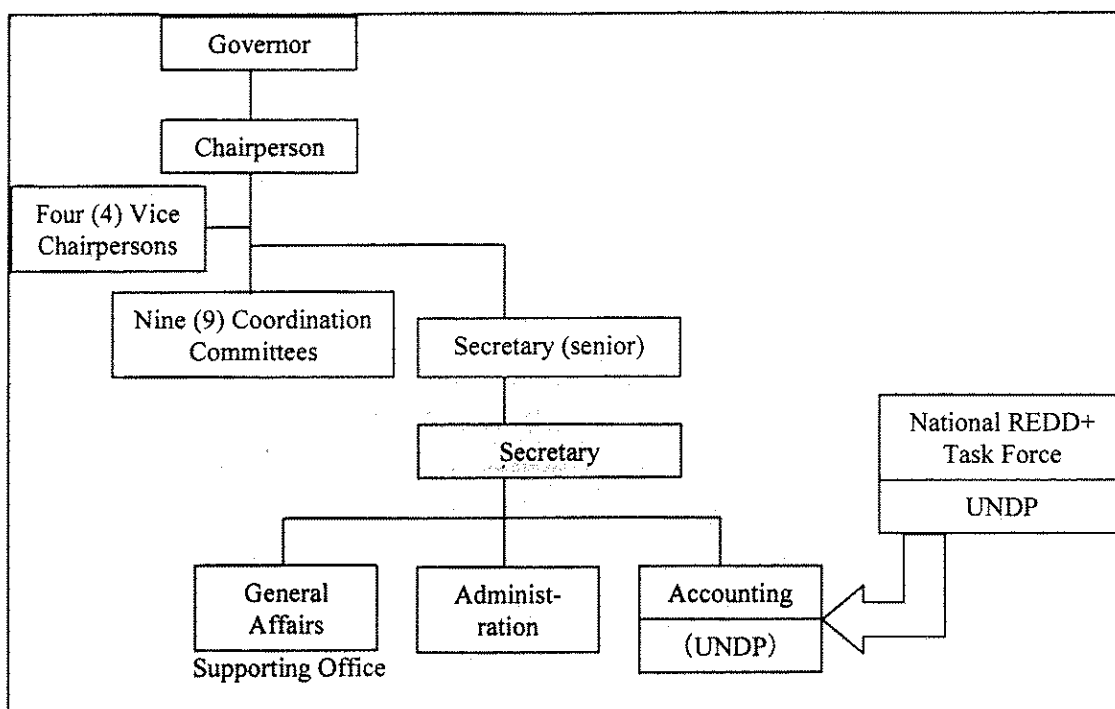 Governor
Chairperson
Four (4) Vice
Chairpersons
Nine (9) Coordination
Committees
Secretary (senior)
Secretary
National REDD+
Task Force
UNDP
General
Affairs
Supporting Office
Administ-
ration
Accounting
(UNDP)